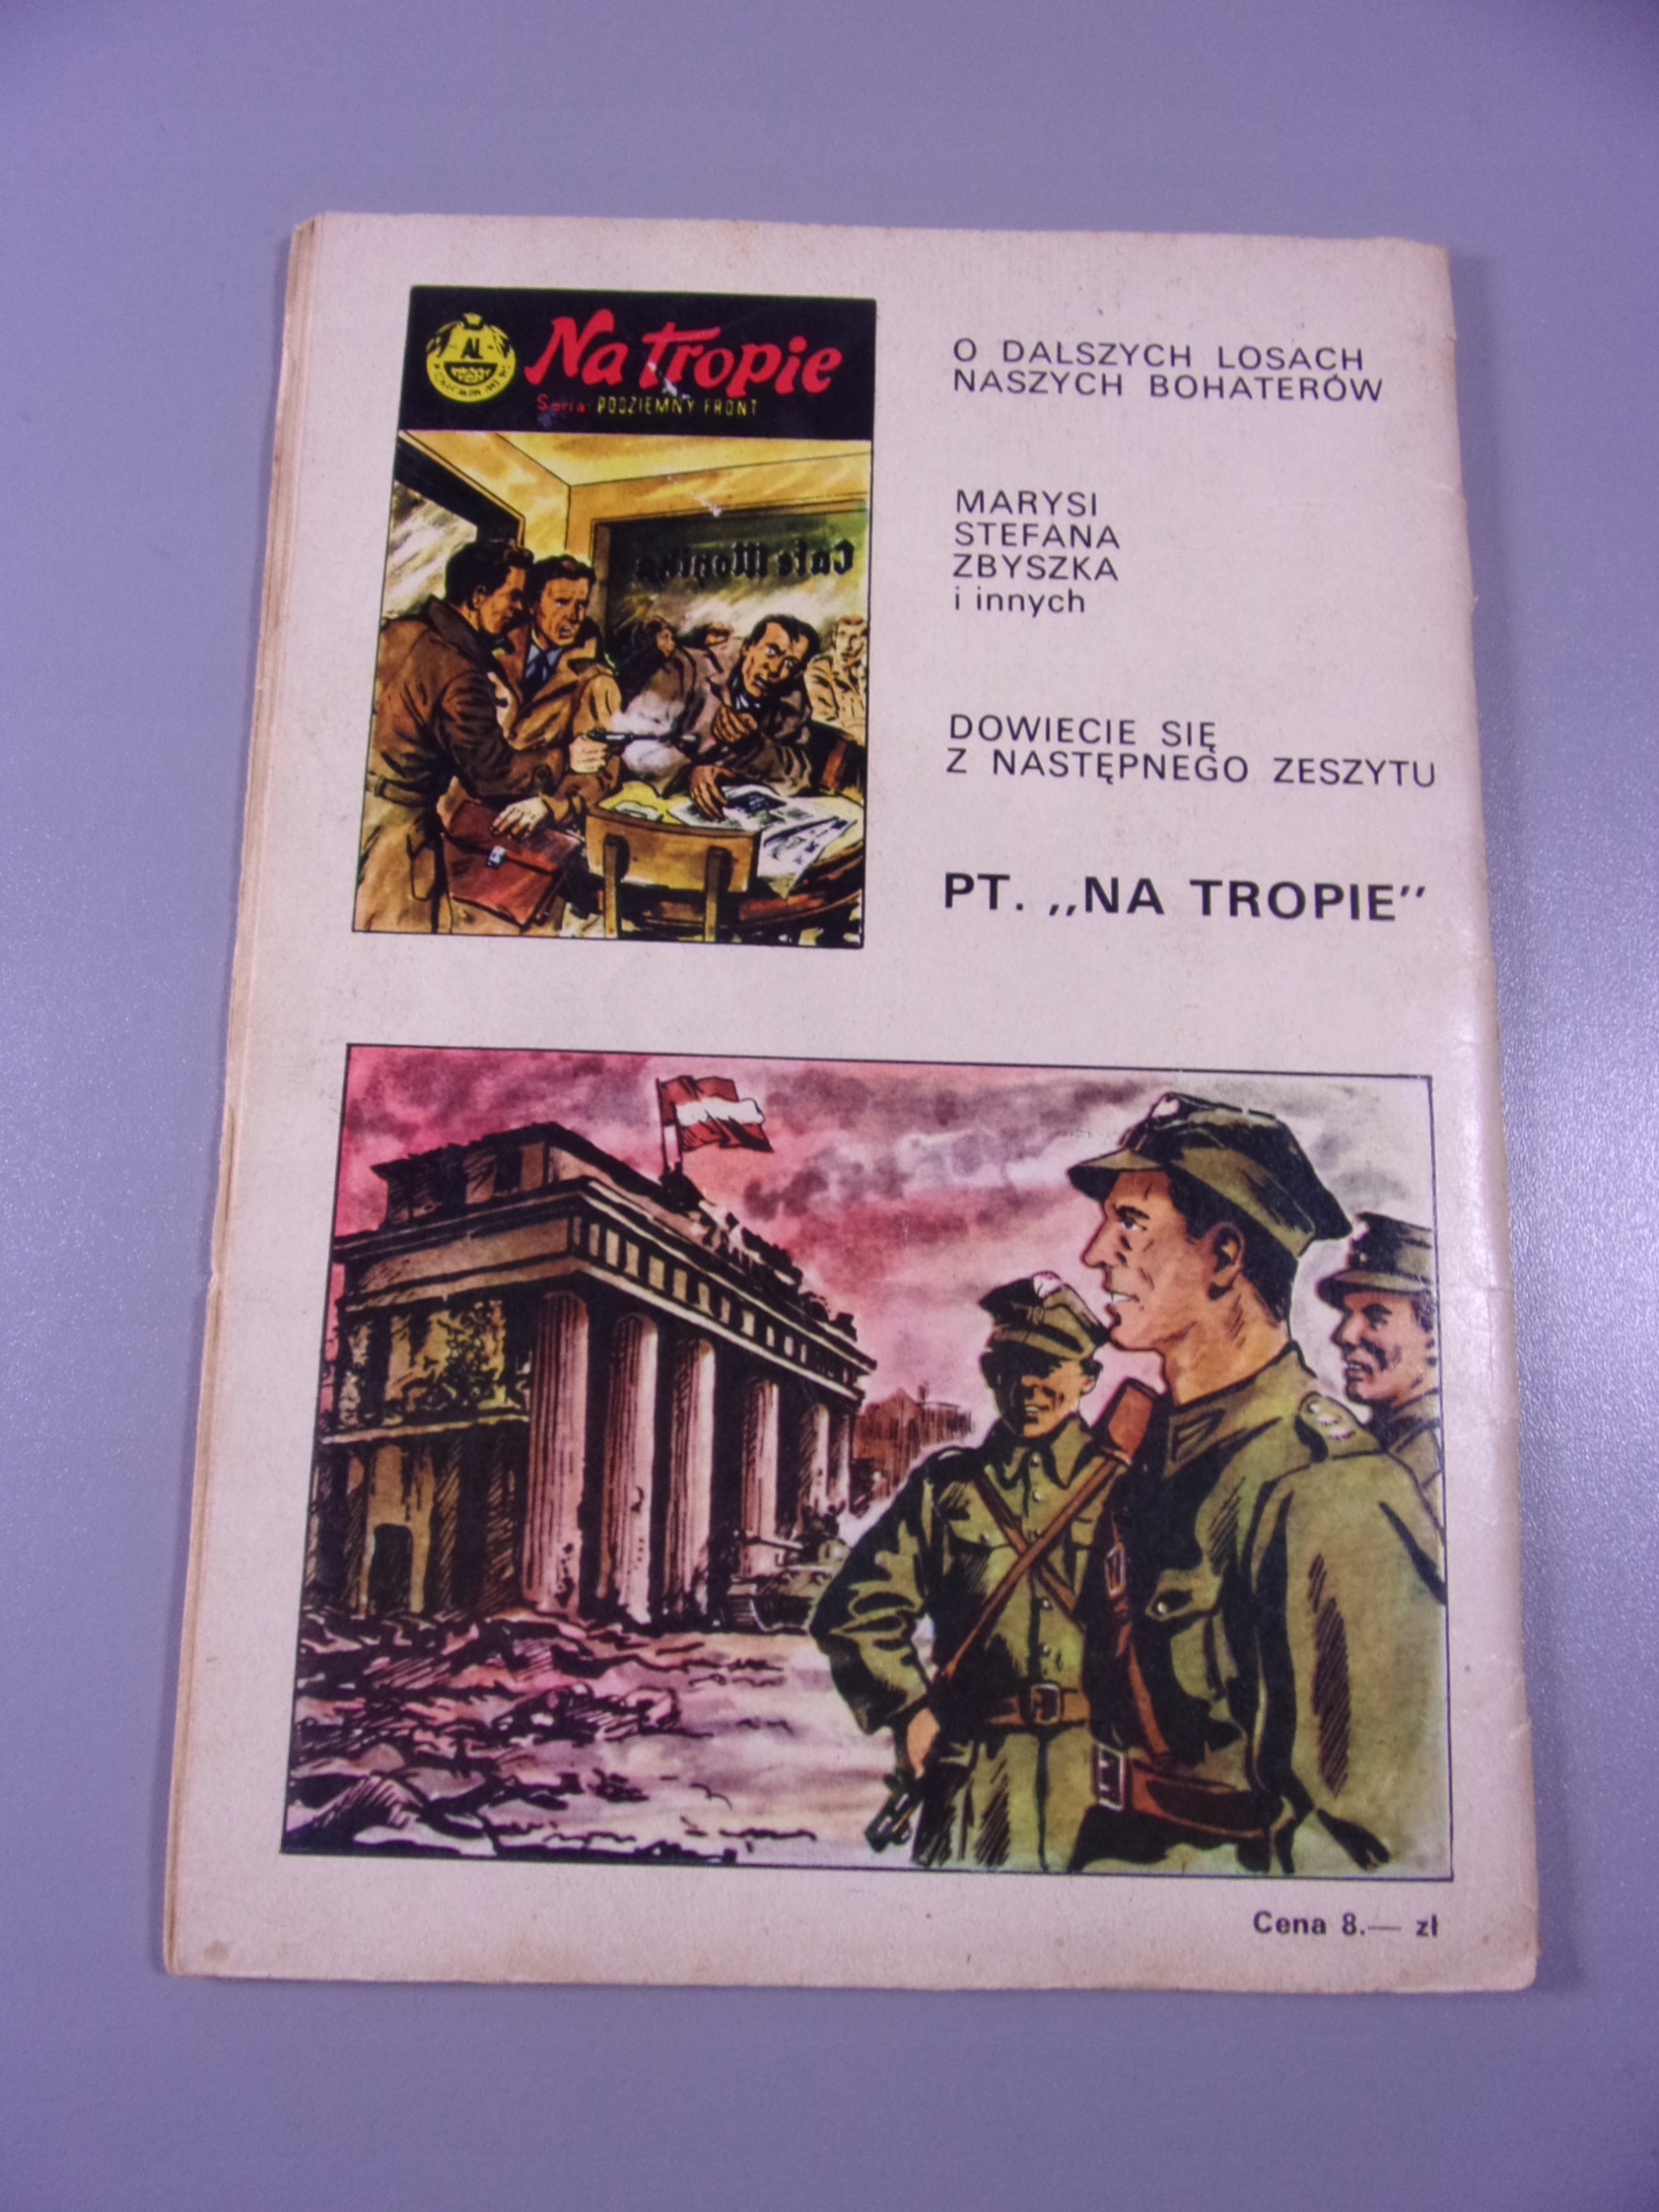 AL
Na Tropie
Seria PODZIEMNY FRONT
O DALSZYCH LOSACH
NASZYCH BOHATERÓW
MARYSI
STEFANA
ZBYSZKA
i innych
DOWIECIE SIĘ
Z NASTĘPNEGO ZESZYTU
PT. „NA TROPIE”
Cena 8.— zł